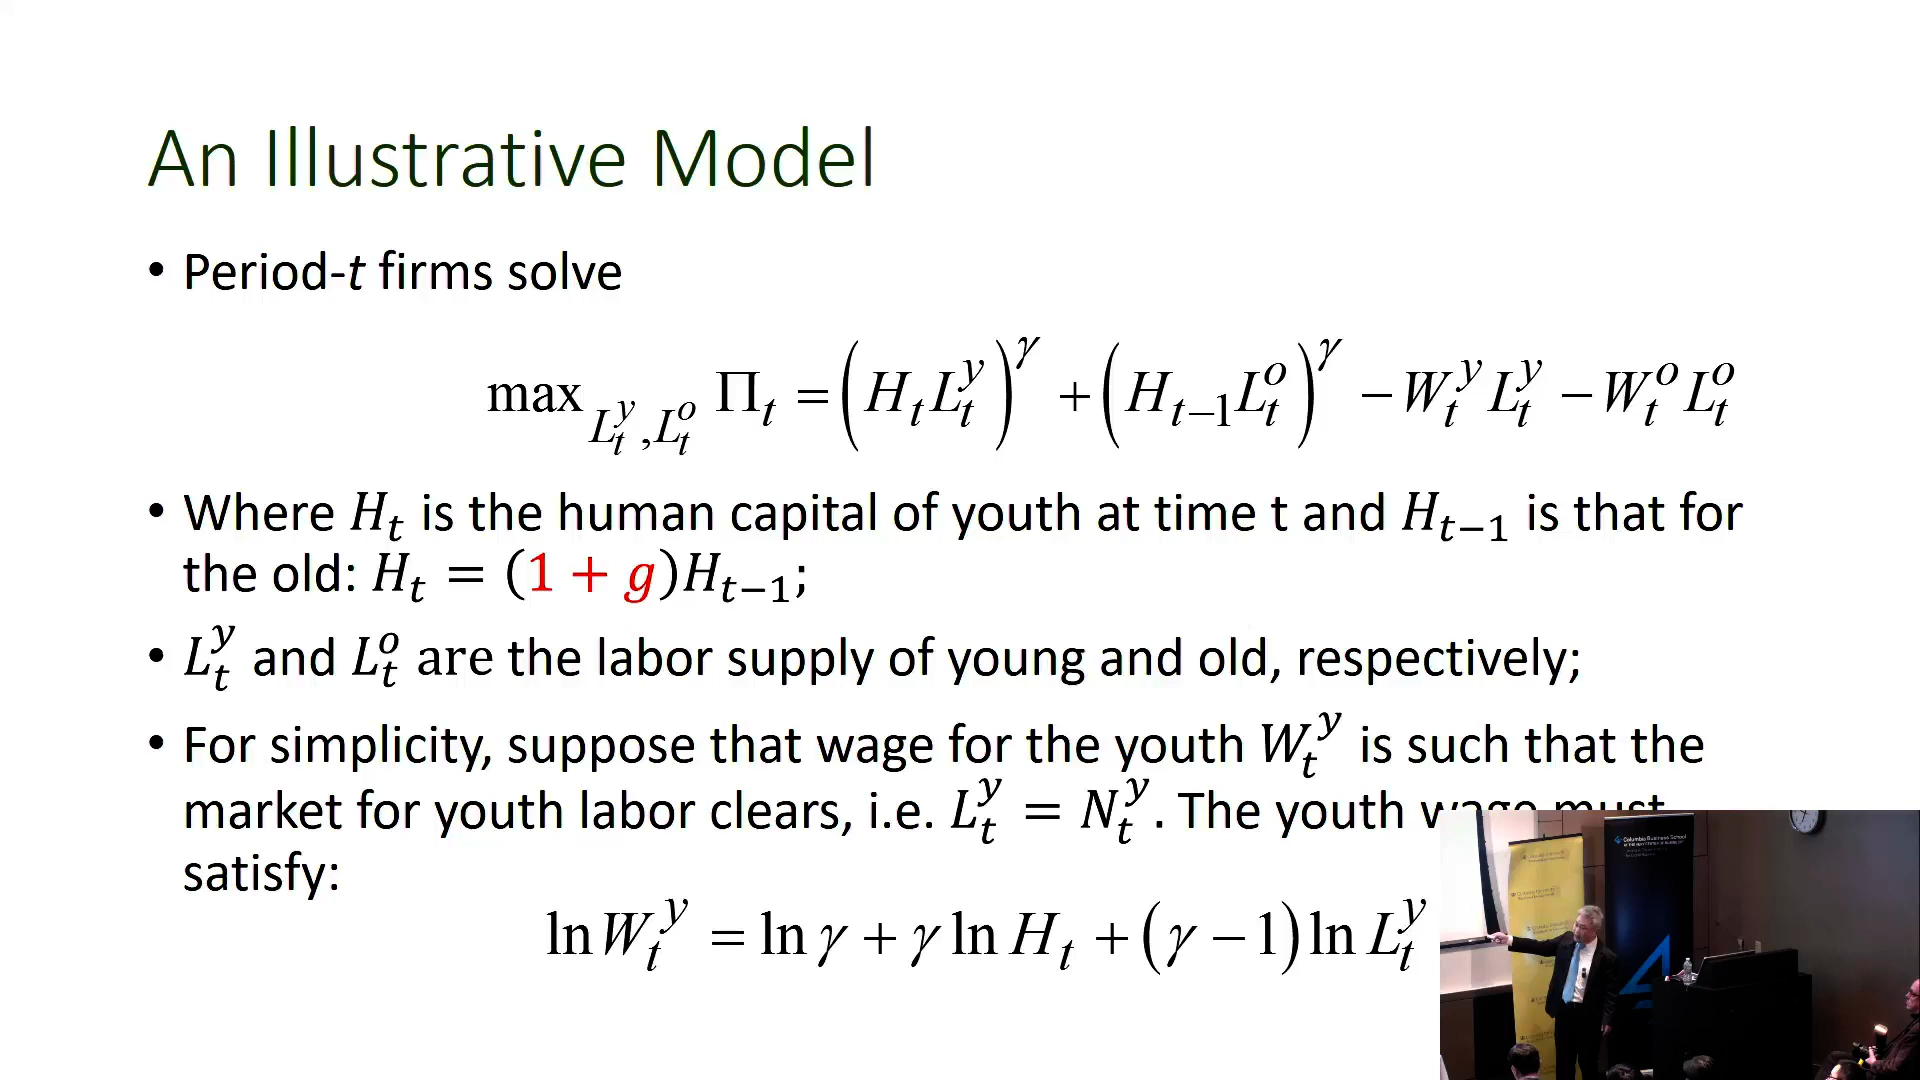 An Illustrative Model
• Period-t firms solve
max_{L_t^y, L_t^o} Π_t = (H_t L_t^y)^γ + (H_{t−1} L_t^o)^γ − W_t^y L_t^y − W_t^o L_t^o
• Where H_t is the human capital of youth at time t and H_{t−1} is that for
the old: H_t = (1 + g)H_{t−1};
• L_t^y and L_t^o are the labor supply of young and old, respectively;
• For simplicity, suppose that wage for the youth W_t^y is such that the
market for youth labor clears, i.e. L_t^y = N_t^y. The youth wage must
satisfy:
ln W_t^y = ln γ + γ ln H_t + (γ − 1) ln L_t^y
Columbia Business School